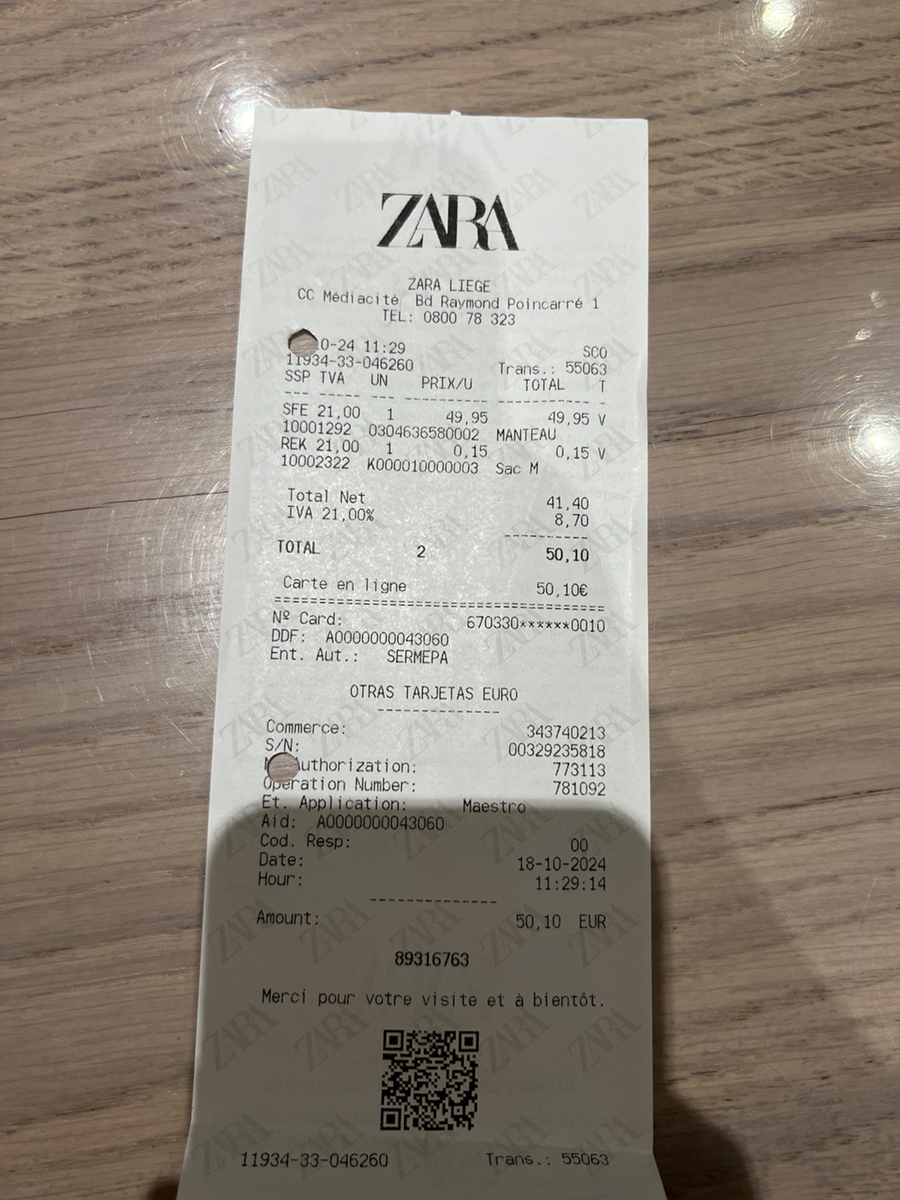 ZARA
ZARA LIEGE
CC Médiacité Bd Raymond Poincarré 1
TEL: 0800 78 323
0-24 11:29 SCO
11934-33-046260 Trans.: 55063
SSP TVA UN PRIX/U TOTAL T
--- --- --- ---------- ---------- -
SFE 21,00 1 49,95 49,95 V
10001292 0304636580002 MANTEAU
REK 21,00 1 0,15 0,15 V
10002322 K000010000003 Sac M
Total Net 41,40
IVA 21,00% 8,70
----------
TOTAL 2 50,10
Carte en ligne 50,10€
========================================
Nº Card: 670330******0010
DDF: A0000000043060
Ent. Aut.: SERMEPA
OTRAS TARJETAS EURO
--------------
Commerce: 343740213
S/N: 00329235818
Authorization: 773113
Operation Number: 781092
Et. Application: Maestro
Aid: A0000000043060
Cod. Resp: 00
Date: 18-10-2024
Hour: 11:29:14
--------------
Amount: 50,10 EUR
89316763
Merci pour votre visite et à bientôt.
11934-33-046260 Trans.: 55063